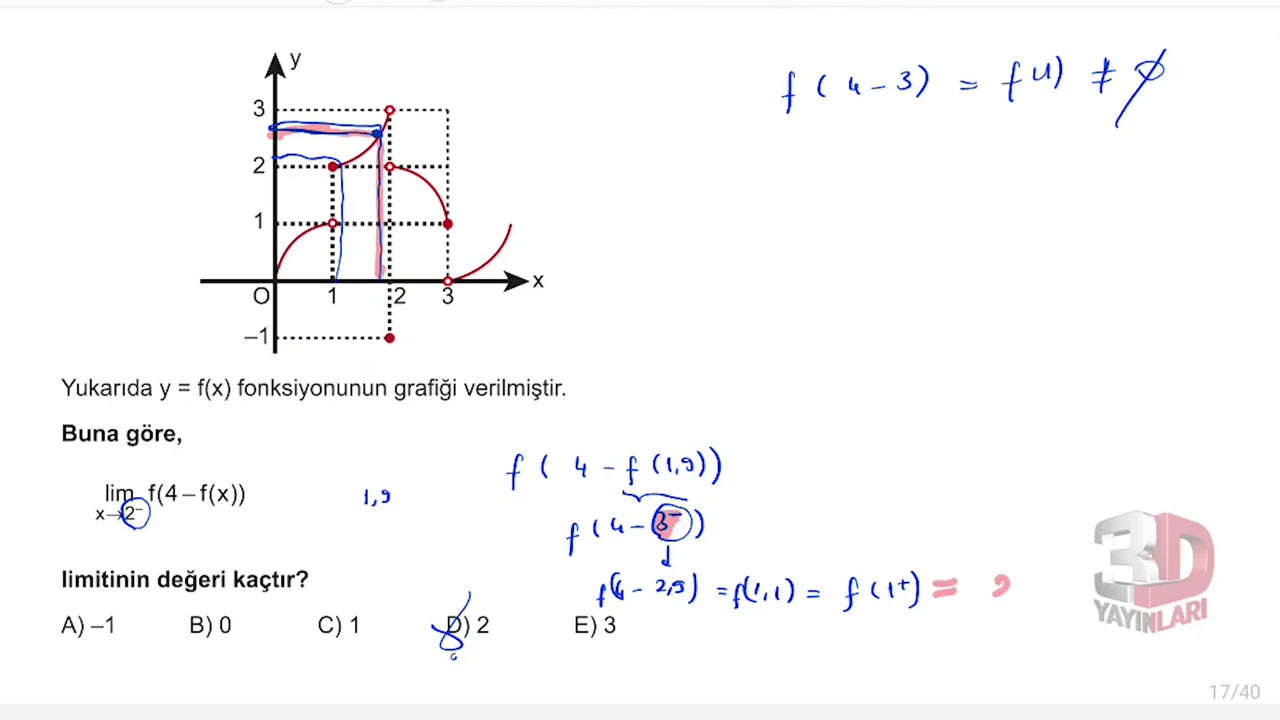 f(4-3) = f(1) ≠
y
3
2
1
O 1 2 3 x
–1
Yukarıda y = f(x) fonksiyonunun grafiği verilmiştir.
Buna göre,
f(4-f(1,9))
lim f(4 – f(x))
x→2⁻
1,9
f(4-3⁻)
limitinin değeri kaçtır?
f(4-2,9) = f(1,1) = f(1⁺) =
A) –1 B) 0 C) 1 D) 2 E) 3
3D
YAYINLARI
17/40